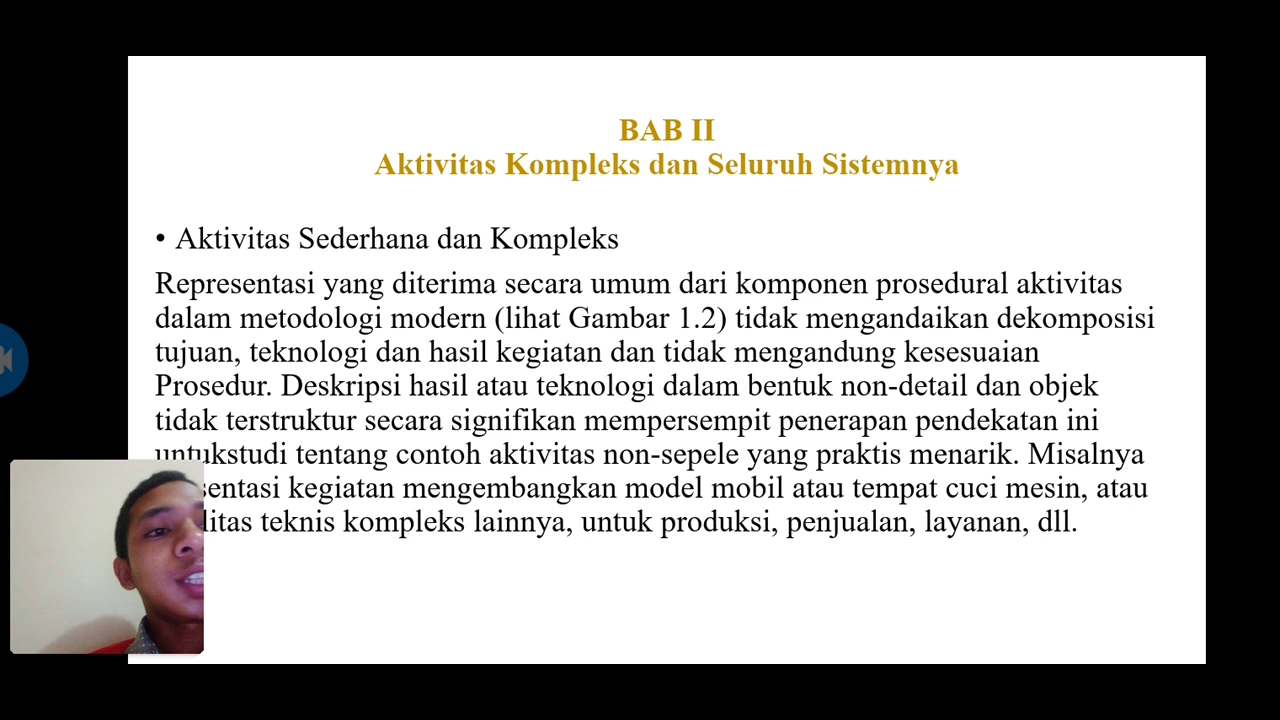 BAB II
Aktivitas Kompleks dan Seluruh Sistemnya
• Aktivitas Sederhana dan Kompleks
Representasi yang diterima secara umum dari komponen prosedural aktivitas
dalam metodologi modern (lihat Gambar 1.2) tidak mengandaikan dekomposisi
tujuan, teknologi dan hasil kegiatan dan tidak mengandung kesesuaian
Prosedur. Deskripsi hasil atau teknologi dalam bentuk non-detail dan objek
tidak terstruktur secara signifikan mempersempit penerapan pendekatan ini
untukstudi tentang contoh aktivitas non-sepele yang praktis menarik. Misalnya
kegiatan mengembangkan model mobil atau tempat cuci mesin, atau
teknis kompleks lainnya, untuk produksi, penjualan, layanan, dll.